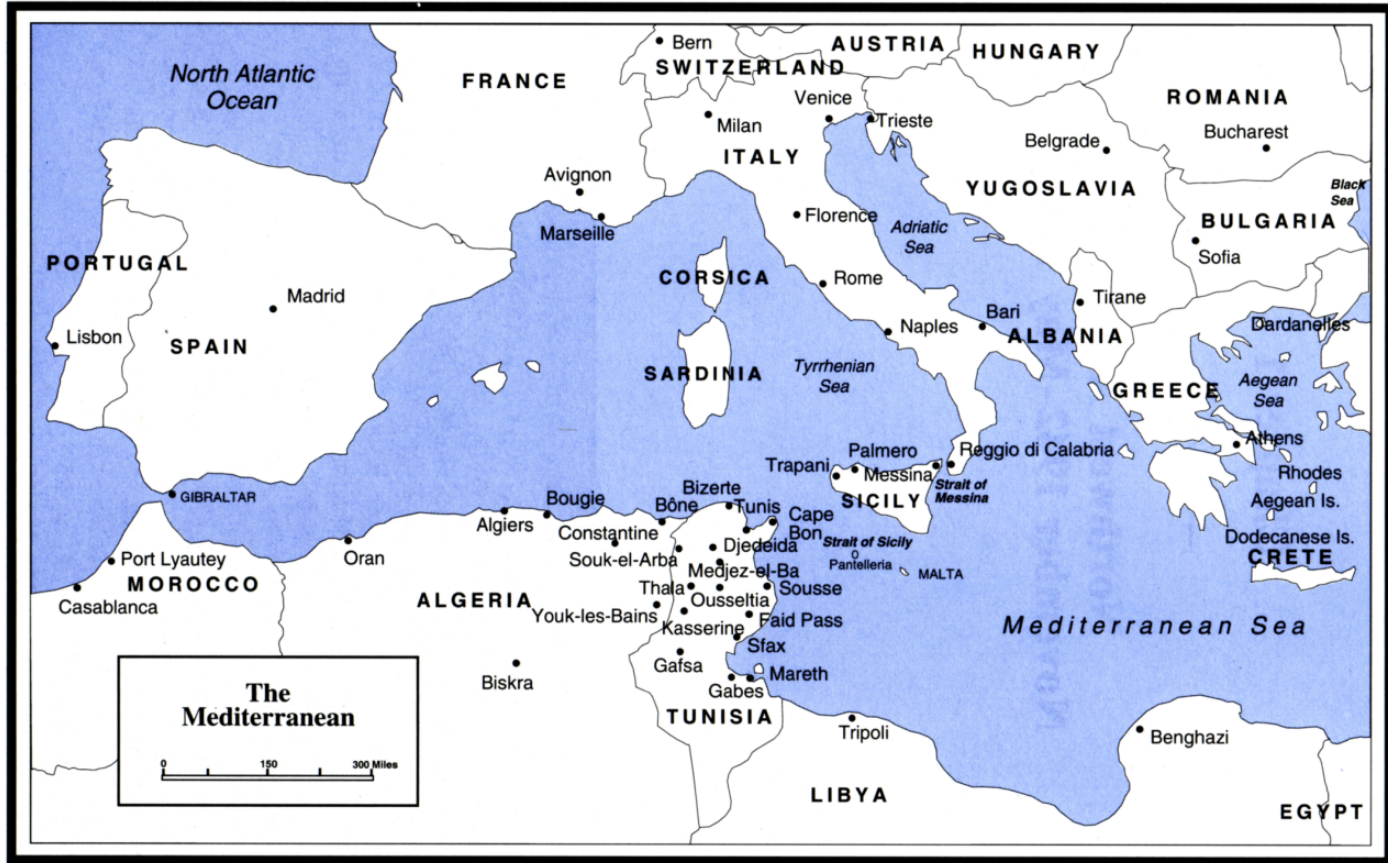 North Atlantic
Ocean
FRANCE
Bern
SWITZERLAND
AUSTRIA
HUNGARY
ROMANIA
Bucharest
Venice
Trieste
Milan
ITALY
Belgrade
YUGOSLAVIA
Black
Sea
BULGARIA
Sofia
Avignon
Marseille
Florence
Adriatic
Sea
PORTUGAL
Madrid
Lisbon
SPAIN
CORSICA
Rome
Naples
Bari
Tirane
ALBANIA
Dardanelles
SARDINIA
Tyrrhenian
Sea
GREECE
Aegean
Sea
Athens
Rhodes
Aegean Is.
Dodecanese Is.
CRETE
Palmero
Trapani
Messina
Reggio di Calabria
SICILY
Strait of
Messina
GIBRALTAR
Port Lyautey
MOROCCO
Casablanca
Oran
Algiers
Bougie
Constantine
Bône
Bizerte
Tunis
Cape
Bon
Souk-el-Arba
Djedeida
Strait of Sicily
Pantelleria
MALTA
Medjez-el-Ba
Thala
Ousseltia
Sousse
ALGERIA
Youk-les-Bains
Kasserine
Faid Pass
Sfax
Gafsa
Biskra
Mareth
Gabes
TUNISIA
Tripoli
Mediterranean Sea
Benghazi
LIBYA
EGYPT
The
Mediterranean
0 150 300 Miles